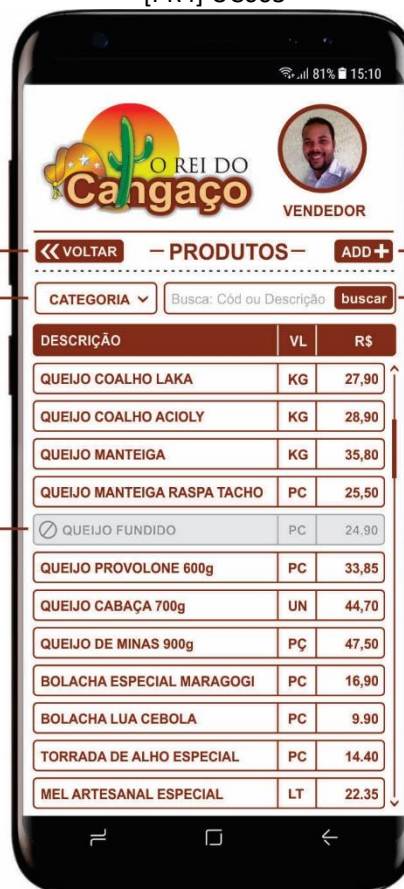 81% 15:10
O REI DO
Cangaço
VENDEDOR
VOLTAR
PRODUTOS
ADD
CATEGORIA
Busca: Cód ou Descrição
buscar
DESCRIÇÃO VL R$
QUEIJO COALHO LAKA KG 27,90
QUEIJO COALHO ACIOLY KG 28,90
QUEIJO MANTEIGA KG 35,80
QUEIJO MANTEIGA RASPA TACHO PC 25,50
QUEIJO FUNDIDO PC 24,90
QUEIJO PROVOLONE 600g PC 33,85
QUEIJO CABAÇA 700g UN 44,70
QUEIJO DE MINAS 900g PÇ 47,50
BOLACHA ESPECIAL MARAGOGI PC 16,90
BOLACHA LUA CEBOLA PC 9.90
TORRADA DE ALHO ESPECIAL PC 14.40
MEL ARTESANAL ESPECIAL LT 22.35